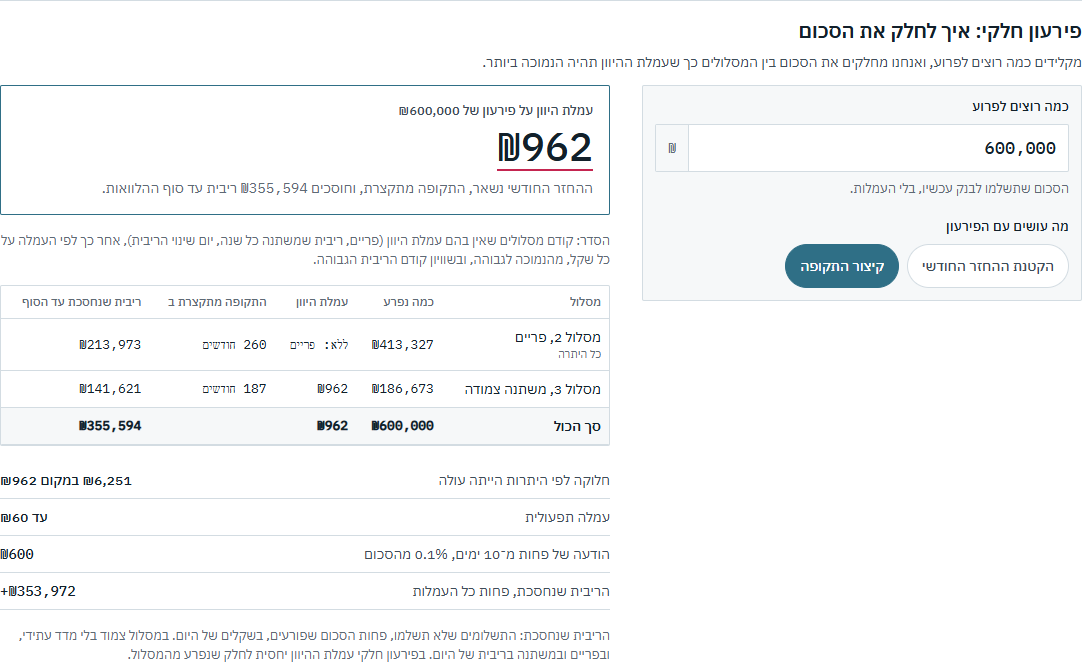 פירעון חלקי: איך לחלק את הסכום
מקלידים כמה רוצים לפרוע, ואנחנו מחלקים את הסכום בין המסלולים כך שעמלת ההיוון תהיה הנמוכה ביותר.
כמה רוצים לפרוע
600,000 ₪
הסכום שתשלמו לבנק עכשיו, בלי העמלות.
מה עושים עם הפירעון
הקטנת ההחזר החודשי קיצור התקופה
עמלת היוון על פירעון של ₪600,000
₪962
ההחזר החודשי נשאר, התקופה מתקצרת, וחוסכים ₪355,594 ריבית עד סוף ההלוואות.
הסדר: קודם מסלולים שאין בהם עמלת היוון (פריים, ריבית שמשתנה כל שנה, יום שינוי הריבית), אחר כך לפי העמלה על
כל שקל, מהנמוכה לגבוהה, ובשוויון קודם הריבית הגבוהה.
מסלול כמה נפרע עמלת היוון התקופה מתקצרת ב ריבית שנחסכת עד הסוף
מסלול 2, פריים ₪413,327 ללא: פריים 260 חודשים ₪213,973
כל היתרה
מסלול 3, משתנה צמודה ₪186,673 ₪962 187 חודשים ₪141,621
סך הכול ₪600,000 ₪962 ₪355,594
חלוקה לפי היתרות הייתה עולה ₪6,251 במקום ₪962
עמלה תפעולית עד ₪60
הודעה של פחות מ־10 ימים, 0.1% מהסכום ₪600
הריבית שנחסכת, פחות כל העמלות +₪353,972
הריבית שנחסכת: התשלומים שלא תשלמו, פחות הסכום שפורעים, בשקלים של היום. במסלול צמוד בלי מדד עתידי,
ובפריים ובמשתנה בריבית של היום. בפירעון חלקי עמלת ההיוון יחסית לחלק שנפרע מהמסלול.